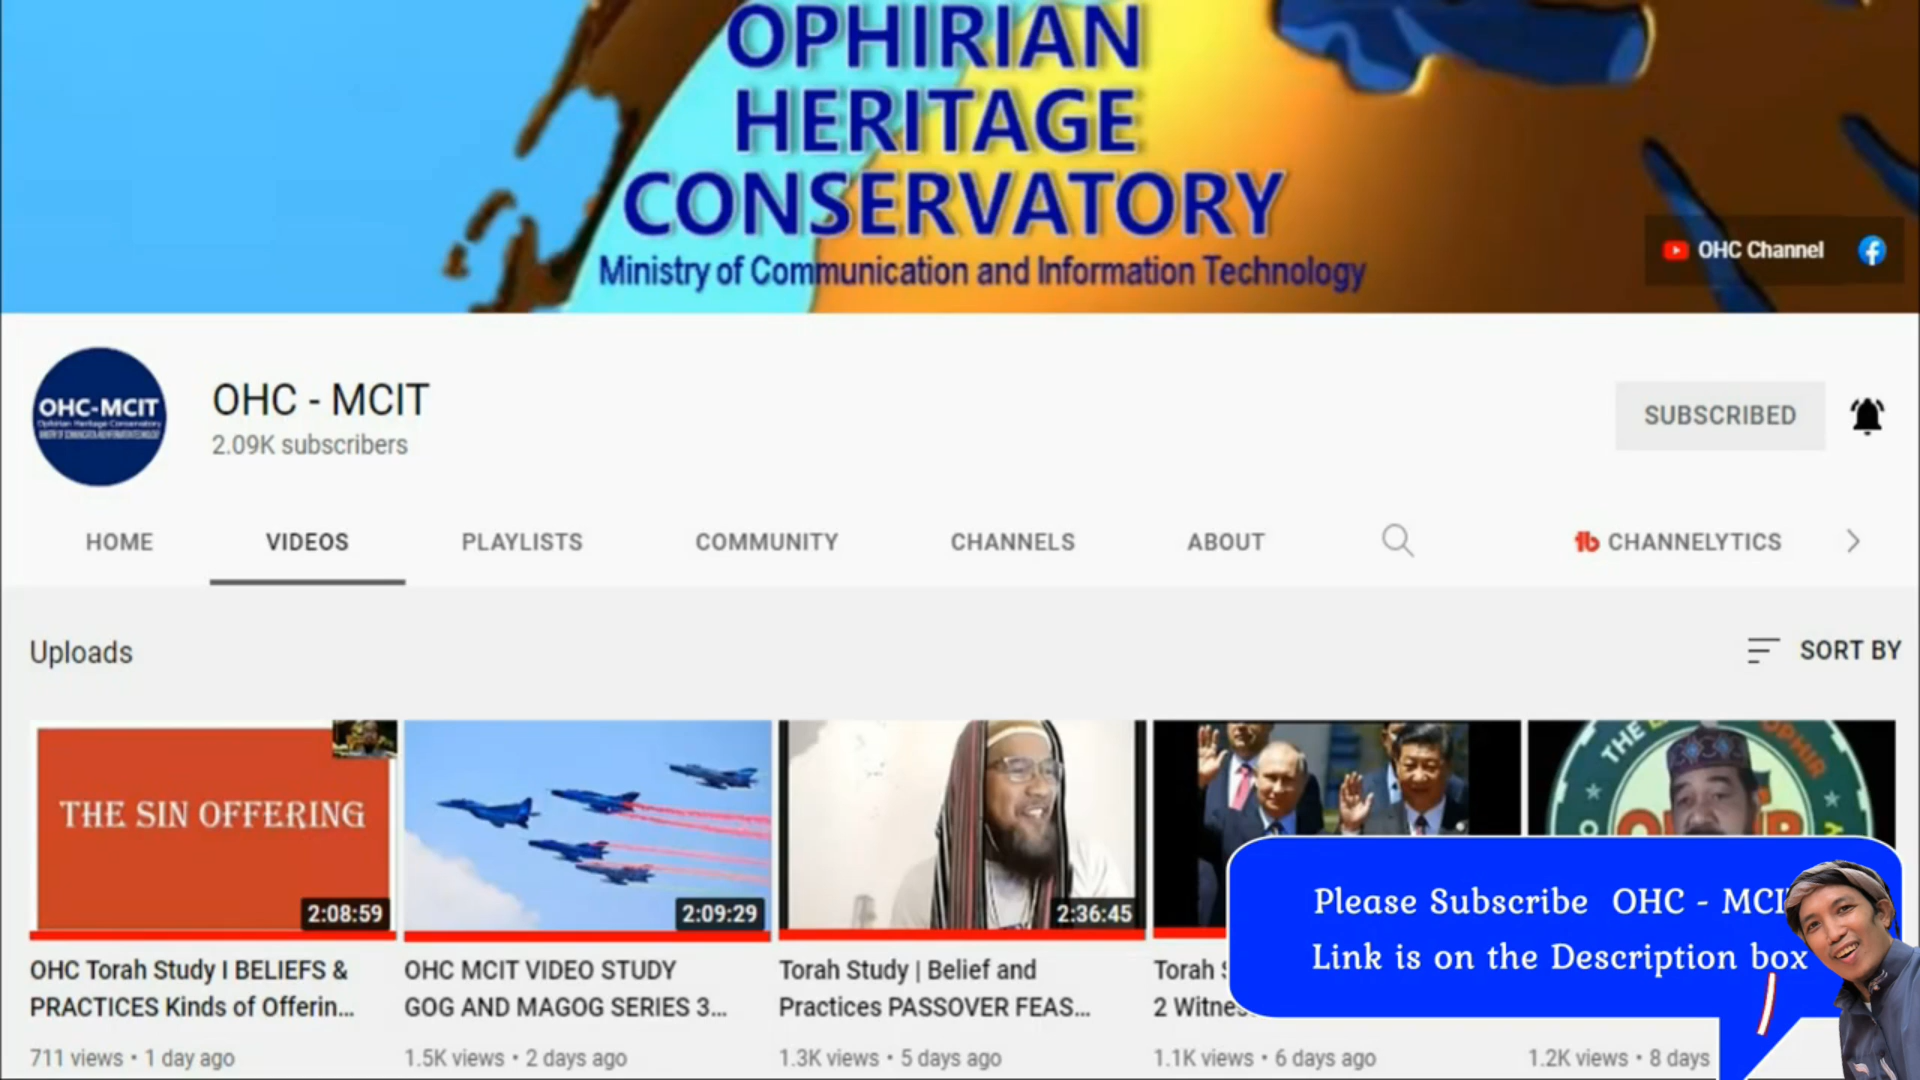 OPHIRIAN
HERITAGE
CONSERVATORY
Ministry of Communication and Information Technology
OHC Channel
OHC-MCIT
Ophirian Heritage Conservatory
OHC - MCIT
2.09K subscribers
SUBSCRIBED
HOME
VIDEOS
PLAYLISTS
COMMUNITY
CHANNELS
ABOUT
CHANNELYTICS
Uploads
SORT BY
THE SIN OFFERING
2:08:59
2:09:29
2:36:45
THE
OHC Torah Study I BELIEFS &
PRACTICES Kinds of Offerin...
711 views • 1 day ago
OHC MCIT VIDEO STUDY
GOG AND MAGOG SERIES 3...
1.5K views • 2 days ago
Torah Study | Belief and
Practices PASSOVER FEAS...
1.3K views • 5 days ago
Torah
2
1.1K views • 6 days ago
1.2K views • 8 days
Please Subscribe OHC - MCI
Link is on the Description box